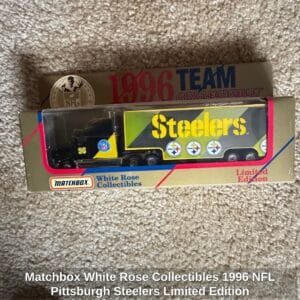 1996 TEAM
Steelers
MATCHBOX
White Rose
Collectibles
Limited
Edition
Matchbox White Rose Collectibles 1996 NFL
Pittsburgh Steelers Limited Edition